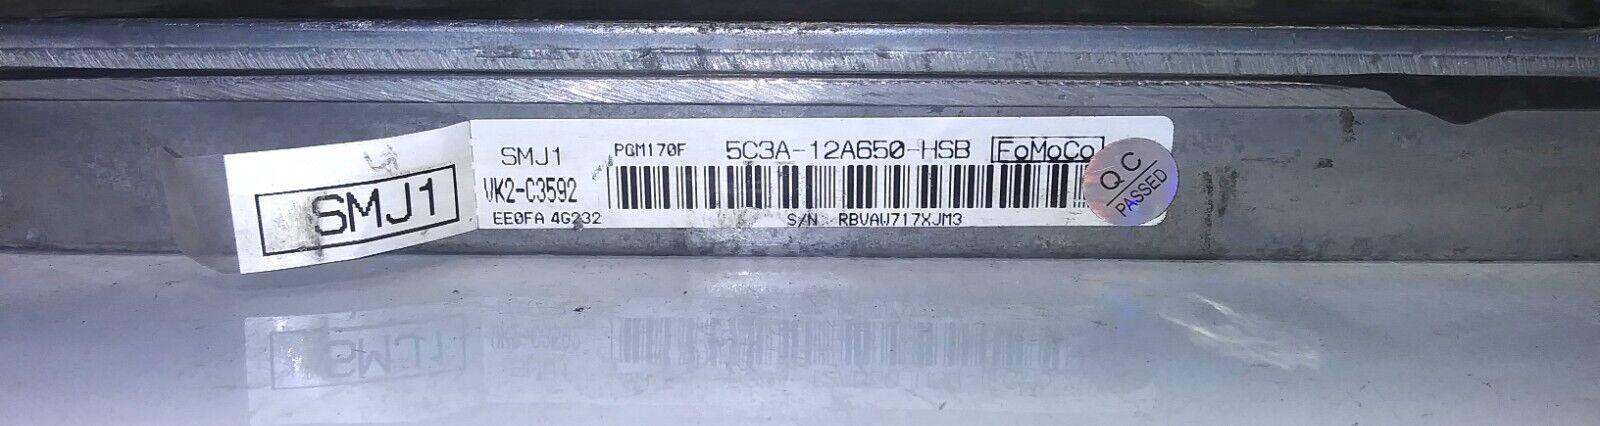 SMJ1
SMJ1 PGM170F 5C3A-12A650-HSB FoMoCo
VK2-C3592
EE0FA 4G232 S/N RBVAW717XJM3
QC
PASSED